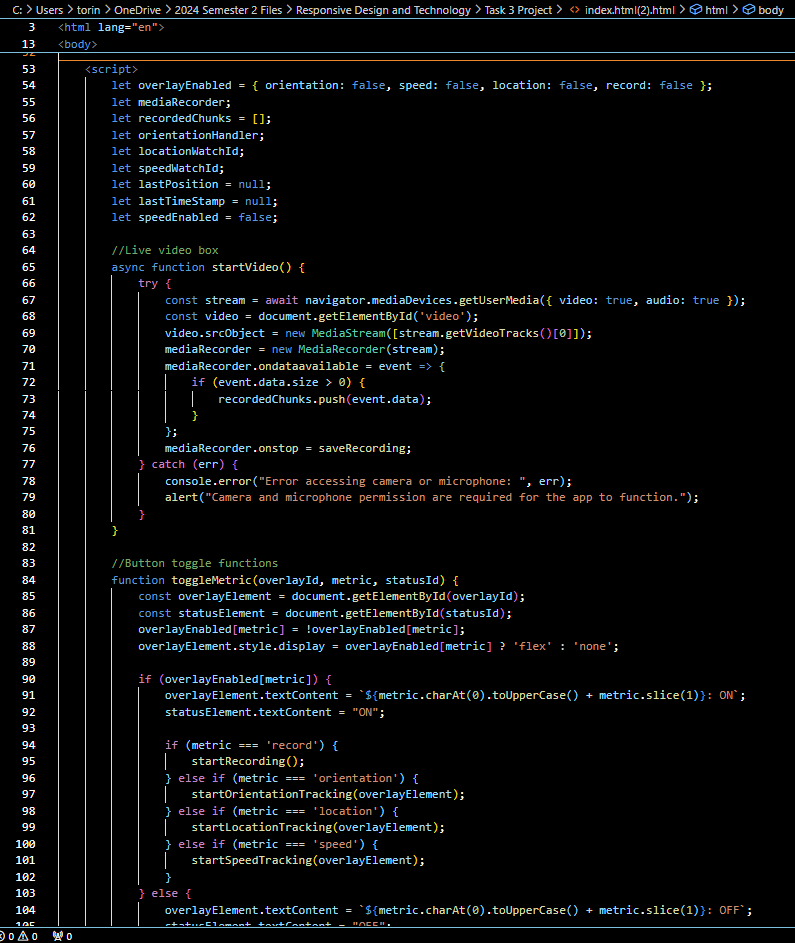 C: > Users > torin > OneDrive > 2024 Semester 2 Files > Responsive Design and Technology > Task 3 Project > <> index.html(2).html > html > body
3 <html lang="en">
13 <body>
53 <script>
54 let overlayEnabled = { orientation: false, speed: false, location: false, record: false };
55 let mediaRecorder;
56 let recordedChunks = [];
57 let orientationHandler;
58 let locationWatchId;
59 let speedWatchId;
60 let lastPosition = null;
61 let lastTimeStamp = null;
62 let speedEnabled = false;
63
64 //Live video box
65 async function startVideo() {
66 try {
67 const stream = await navigator.mediaDevices.getUserMedia({ video: true, audio: true });
68 const video = document.getElementById('video');
69 video.srcObject = new MediaStream([stream.getVideoTracks()[0]]);
70 mediaRecorder = new MediaRecorder(stream);
71 mediaRecorder.ondataavailable = event => {
72 if (event.data.size > 0) {
73 recordedChunks.push(event.data);
74 }
75 };
76 mediaRecorder.onstop = saveRecording;
77 } catch (err) {
78 console.error("Error accessing camera or microphone: ", err);
79 alert("Camera and microphone permission are required for the app to function.");
80 }
81 }
82
83 //Button toggle functions
84 function toggleMetric(overlayId, metric, statusId) {
85 const overlayElement = document.getElementById(overlayId);
86 const statusElement = document.getElementById(statusId);
87 overlayEnabled[metric] = !overlayEnabled[metric];
88 overlayElement.style.display = overlayEnabled[metric] ? 'flex' : 'none';
89
90 if (overlayEnabled[metric]) {
91 overlayElement.textContent = `${metric.charAt(0).toUpperCase() + metric.slice(1)}: ON`;
92 statusElement.textContent = "ON";
93
94 if (metric === 'record') {
95 startRecording();
96 } else if (metric === 'orientation') {
97 startOrientationTracking(overlayElement);
98 } else if (metric === 'location') {
99 startLocationTracking(overlayElement);
100 } else if (metric === 'speed') {
101 startSpeedTracking(overlayElement);
102 }
103 } else {
104 overlayElement.textContent = `${metric.charAt(0).toUpperCase() + metric.slice(1)}: OFF`;
105 statusElement.textContent = "OFF";
0 0 0